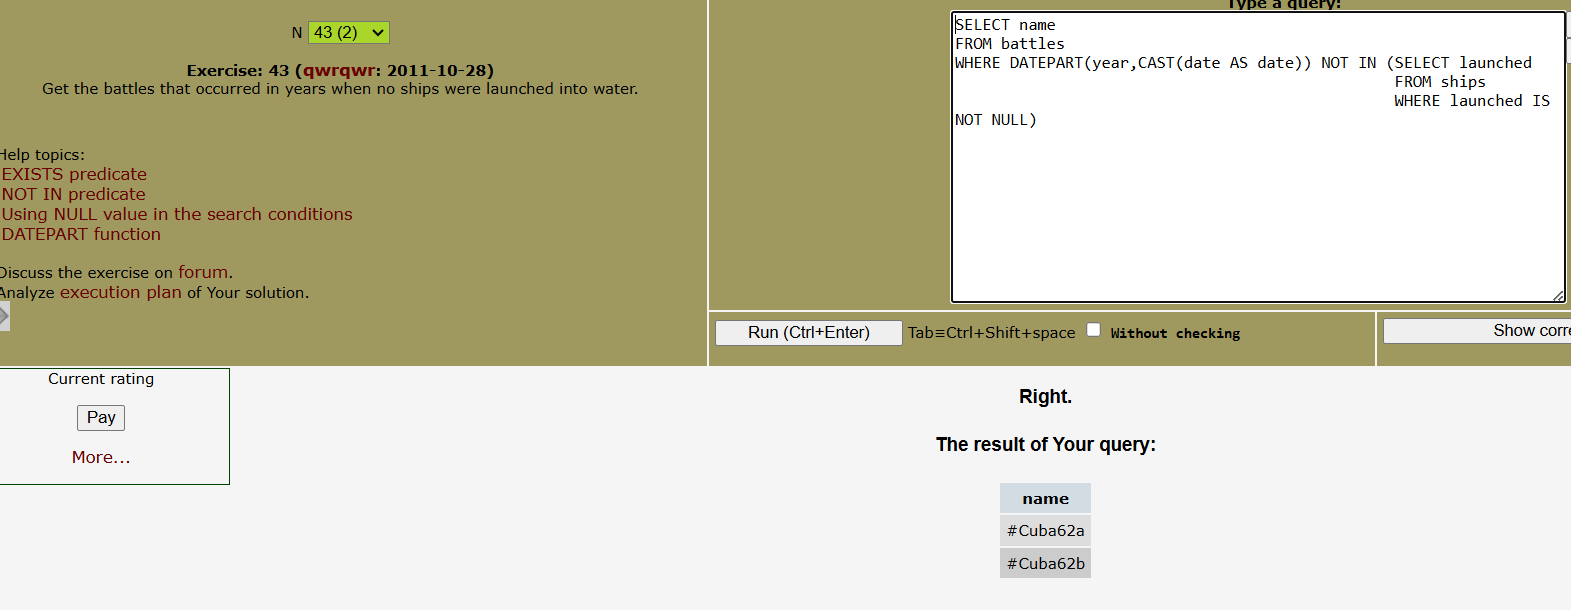 N 43 (2)
Exercise: 43 (qwrqwr: 2011-10-28)
Get the battles that occurred in years when no ships were launched into water.
Help topics:
EXISTS predicate
NOT IN predicate
Using NULL value in the search conditions
DATEPART function
Discuss the exercise on forum.
Analyze execution plan of Your solution.
Type a query:
SELECT name
FROM battles
WHERE DATEPART(year,CAST(date AS date)) NOT IN (SELECT launched
FROM ships
WHERE launched IS
NOT NULL)
Run (Ctrl+Enter) Tab≡Ctrl+Shift+space Without checking
Show corre
Current rating
Pay
More...
Right.
The result of Your query:
name
#Cuba62a
#Cuba62b